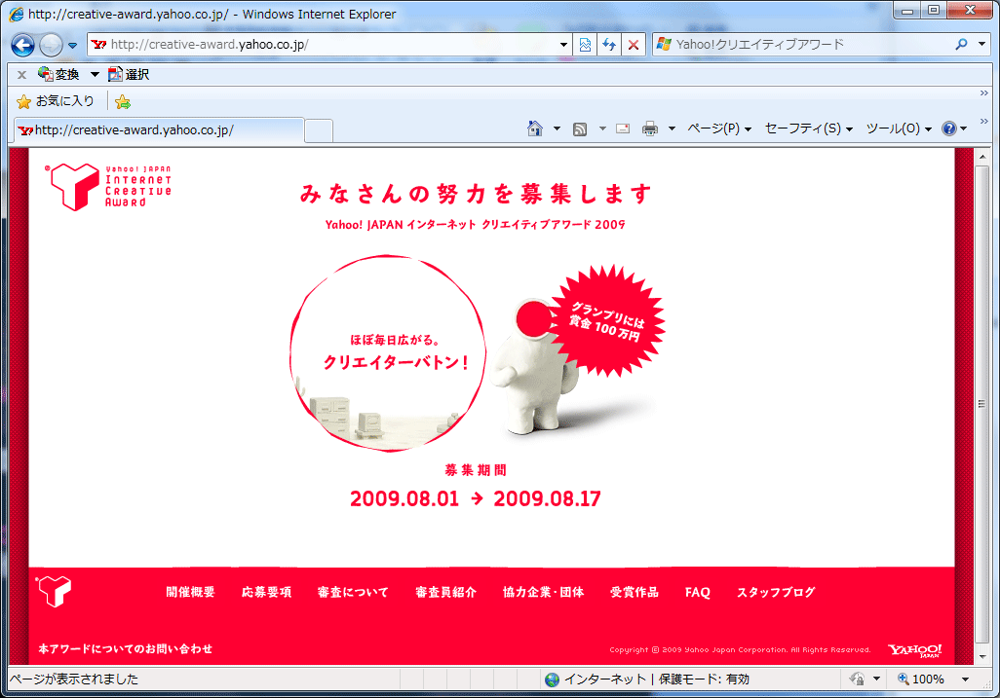 http://creative-award.yahoo.co.jp/ - Windows Internet Explorer
http://creative-award.yahoo.co.jp/
Yahoo!クリエイティブアワード
変換
選択
お気に入り
http://creative-award.yahoo.co.jp/
ページ(P)
セーフティ(S)
ツール(O)
Yahoo! JAPAN
Internet
Creative
Award
みなさんの努力を募集します
Yahoo! JAPAN インターネット クリエイティブアワード 2009
グランプリには
賞金 100 万円
ほぼ毎日広がる。
クリエイターバトン!
募集期間
2009.08.01 → 2009.08.17
開催概要 応募要項 審査について 審査員紹介 協力企業・団体 受賞作品 FAQ スタッフブログ
本アワードについてのお問い合わせ
Copyright © 2009 Yahoo Japan Corporation. All Rights Reserved.
YAHOO!
JAPAN
ページが表示されました
インターネット | 保護モード: 有効
100%